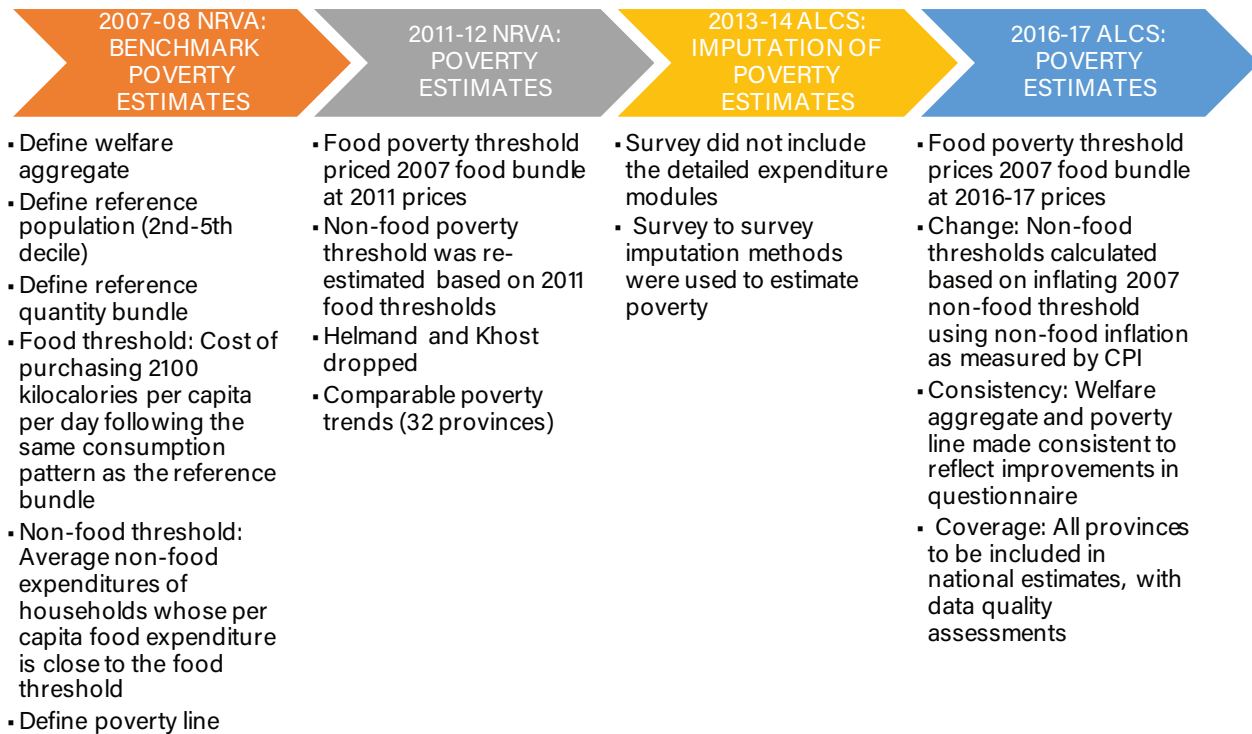 2007-08 NRVA:
BENCHMARK
POVERTY
ESTIMATES
▪ Define welfare
aggregate
▪ Define reference
population (2nd-5th
decile)
▪ Define reference
quantity bundle
▪ Food threshold: Cost of
purchasing 2100
kilocalories per capita
per day following the
same consumption
pattern as the reference
bundle
▪ Non-food threshold:
Average non-food
expenditures of
households whose per
capita food expenditure
is close to the food
threshold
▪ Define poverty line
2011-12 NRVA:
POVERTY
ESTIMATES
▪ Food poverty threshold
priced 2007 food bundle
at 2011 prices
▪ Non-food poverty
threshold was re-
estimated based on 2011
food thresholds
▪ Helmand and Khost
dropped
▪ Comparable poverty
trends (32 provinces)
2013-14 ALCS:
IMPUTATION OF
POVERTY
ESTIMATES
▪ Survey did not include
the detailed expenditure
modules
▪ Survey to survey
imputation methods
were used to estimate
poverty
2016-17 ALCS:
POVERTY
ESTIMATES
▪ Food poverty threshold
prices 2007 food bundle
at 2016-17 prices
▪ Change: Non-food
thresholds calculated
based on inflating 2007
non-food threshold
using non-food inflation
as measured by CPI
▪ Consistency: Welfare
aggregate and poverty
line made consistent to
reflect improvements in
questionnaire
▪ Coverage: All provinces
to be included in
national estimates, with
data quality
assessments